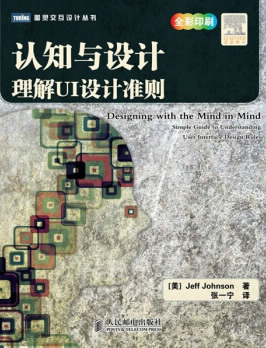 TURING 图灵交互设计丛书
全彩印刷
认知与设计
理解UI设计准则
Designing with the Mind in Mind
Simple Guide to Understanding
User Interface Design Rules
[美] Jeff Johnson 著
张一宁 译
人民邮电出版社
POSTS & TELECOM PRESS